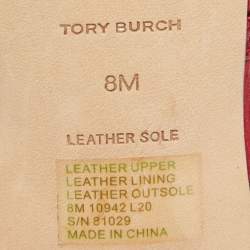 TORY BURCH
8M
LEATHER SOLE
LEATHER UPPER
LEATHER LINING
LEATHER OUTSOLE
8M 10942 L20
S/N 81029
MADE IN CHINA